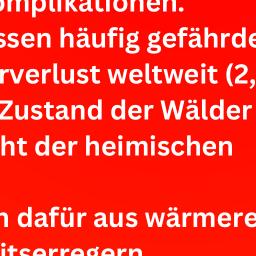 omplikationen.
ssen häufig gefährde
rverlust weltweit (2,
Zustand der Wälder
ht der heimischen
n dafür aus wärmere
itserregern